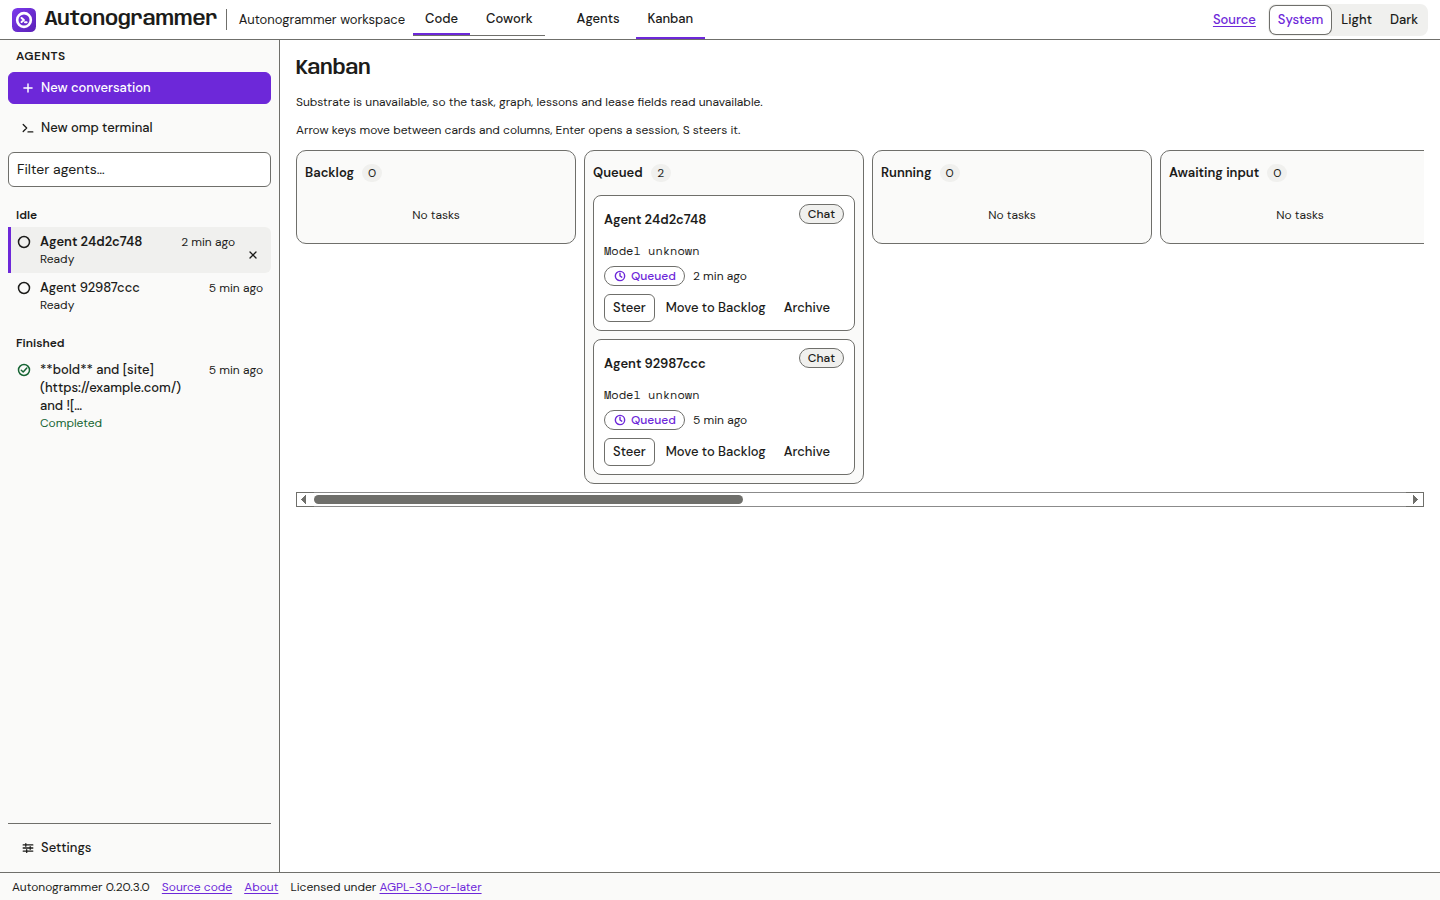 Autonogrammer
Autonogrammer workspace
Code
Cowork
Agents
Kanban
Source
System
Light
Dark
AGENTS
New conversation
New omp terminal
Filter agents...
Idle
Agent 24d2c748
2 min ago
Ready
Agent 92987ccc
5 min ago
Ready
Finished
**bold** and [site]
(https://example.com/)
and ![...
5 min ago
Completed
Settings
Kanban
Substrate is unavailable, so the task, graph, lessons and lease fields read unavailable.
Arrow keys move between cards and columns, Enter opens a session, S steers it.
Backlog
0
No tasks
Queued
2
Agent 24d2c748
Chat
Model unknown
Queued
2 min ago
Steer
Move to Backlog
Archive
Agent 92987ccc
Chat
Model unknown
Queued
5 min ago
Steer
Move to Backlog
Archive
Running
0
No tasks
Awaiting input
0
No tasks
Autonogrammer 0.20.3.0
Source code
About
Licensed under AGPL-3.0-or-later